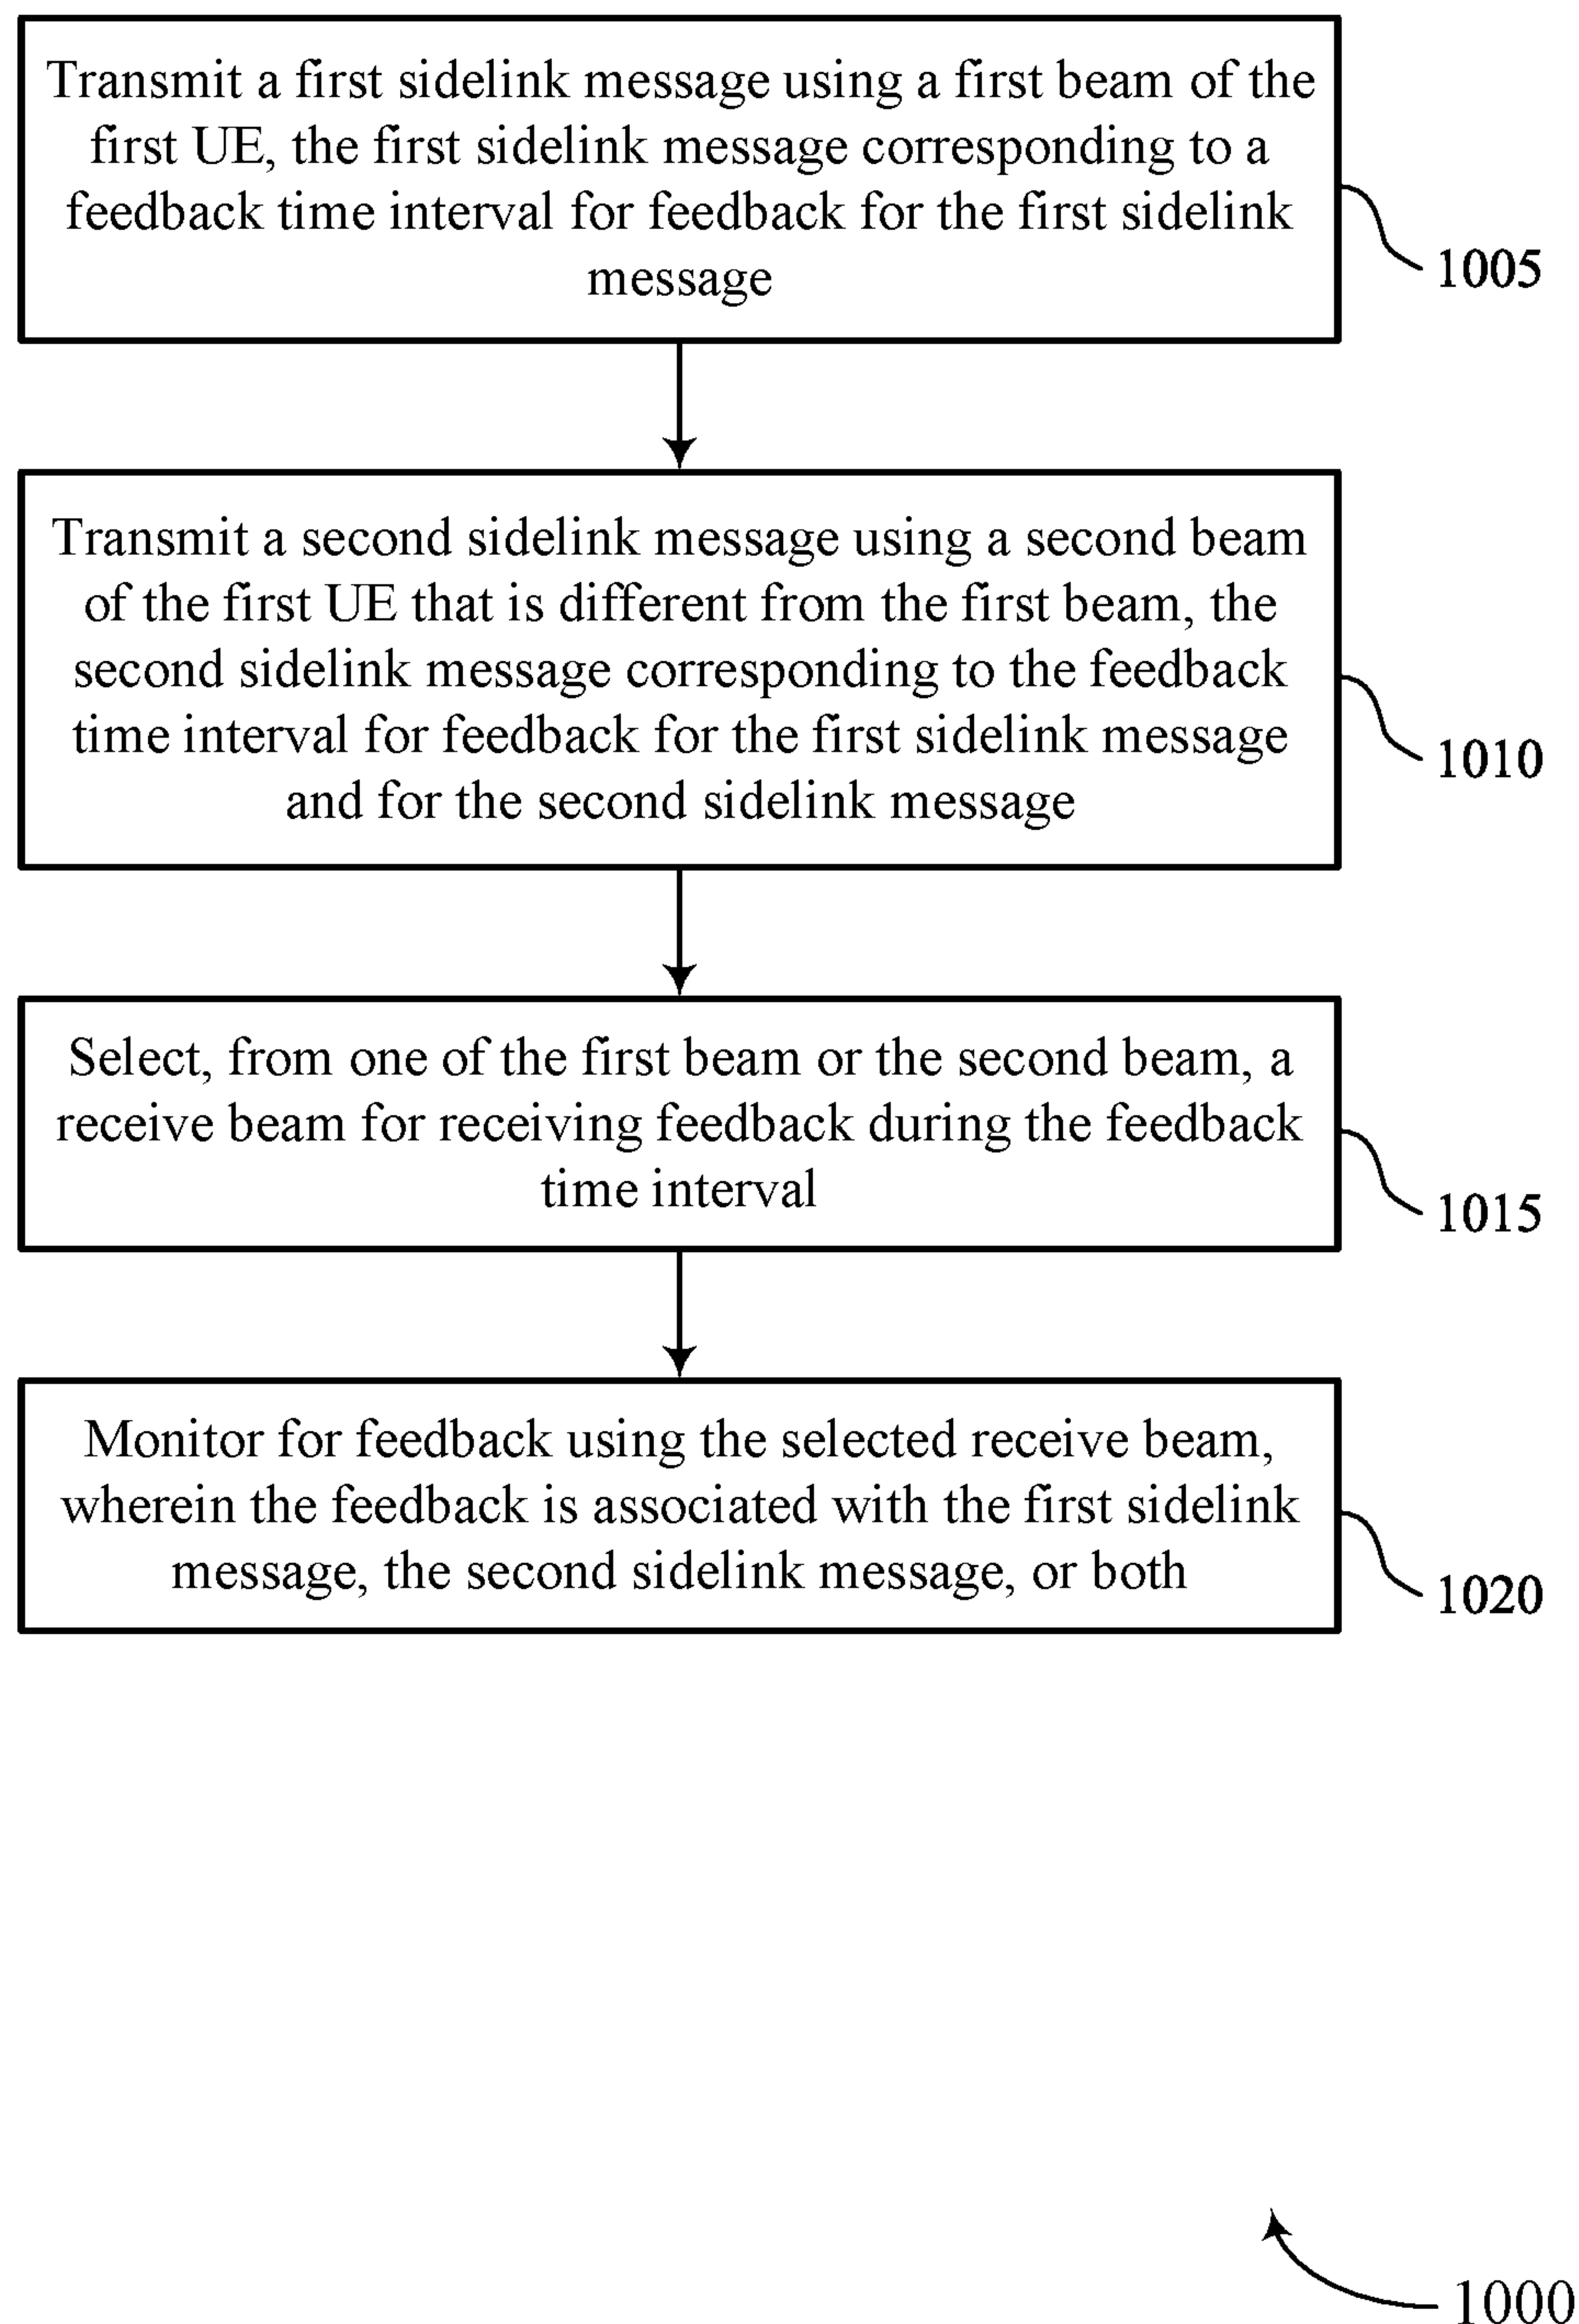 Transmit a first sidelink message using a first beam of the
first UE, the first sidelink message corresponding to a
feedback time interval for feedback for the first sidelink
message
1005
Transmit a second sidelink message using a second beam
of the first UE that is different from the first beam, the
second sidelink message corresponding to the feedback
time interval for feedback for the first sidelink message
and for the second sidelink message
1010
Select, from one of the first beam or the second beam, a
receive beam for receiving feedback during the feedback
time interval
1015
Monitor for feedback using the selected receive beam,
wherein the feedback is associated with the first sidelink
message, the second sidelink message, or both
1020
1000